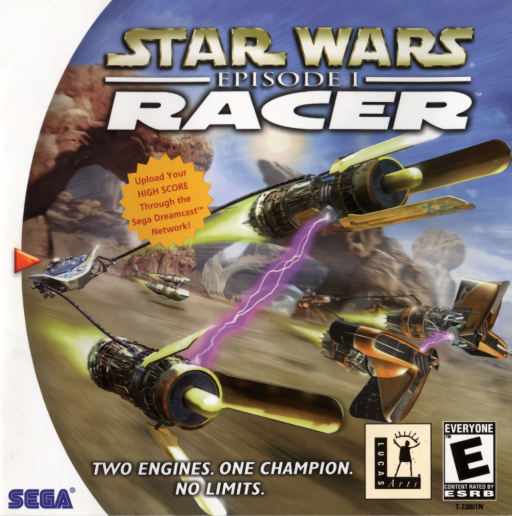 STAR WARS
EPISODE I
RACER™
Upload Your
HIGH SCORE
Through the
Sega Dreamcast™
Network!
TWO ENGINES. ONE CHAMPION.
NO LIMITS.
SEGA®
LUCAS
Arts
EVERYONE
E
CONTENT RATED BY
ESRB
T-23001N